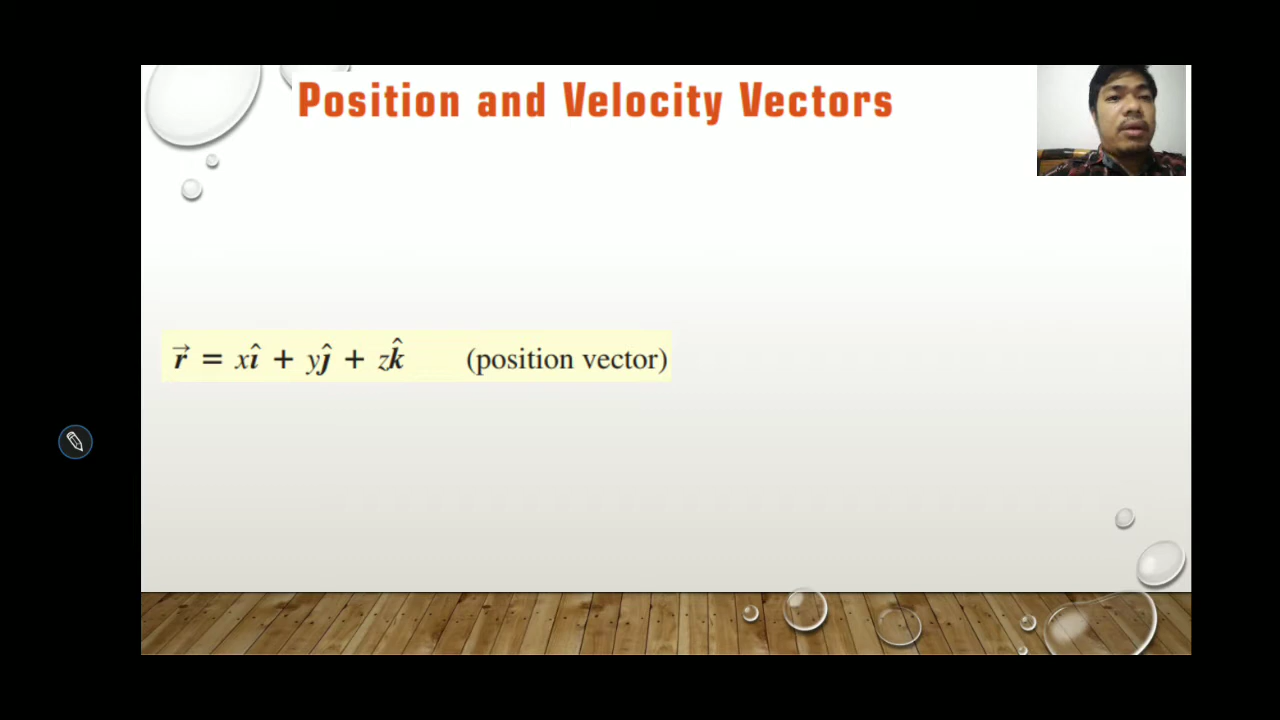 Position and Velocity Vectors
r⃗ = xî + yĵ + zk̂ (position vector)